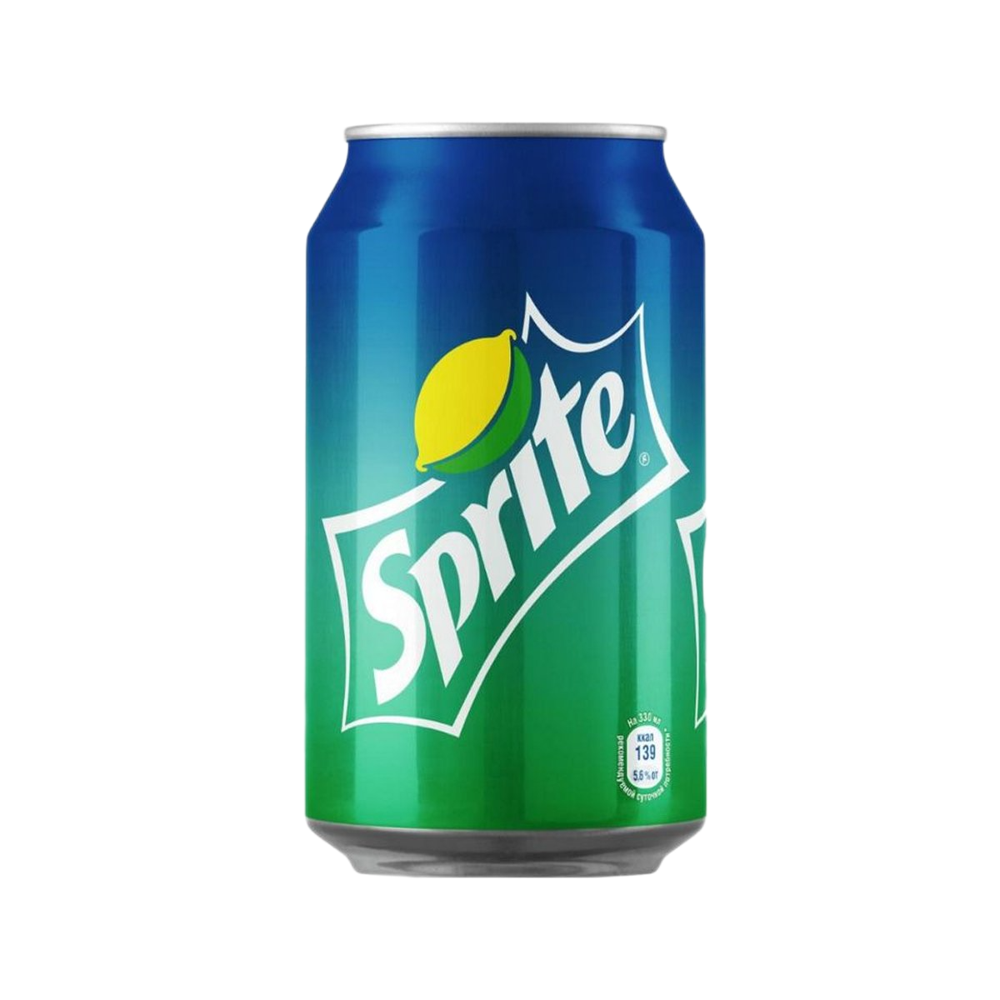 Sprite
®
На 330 мл
ккал
139
5,6 % от
рекомендуемой суточной потребности*